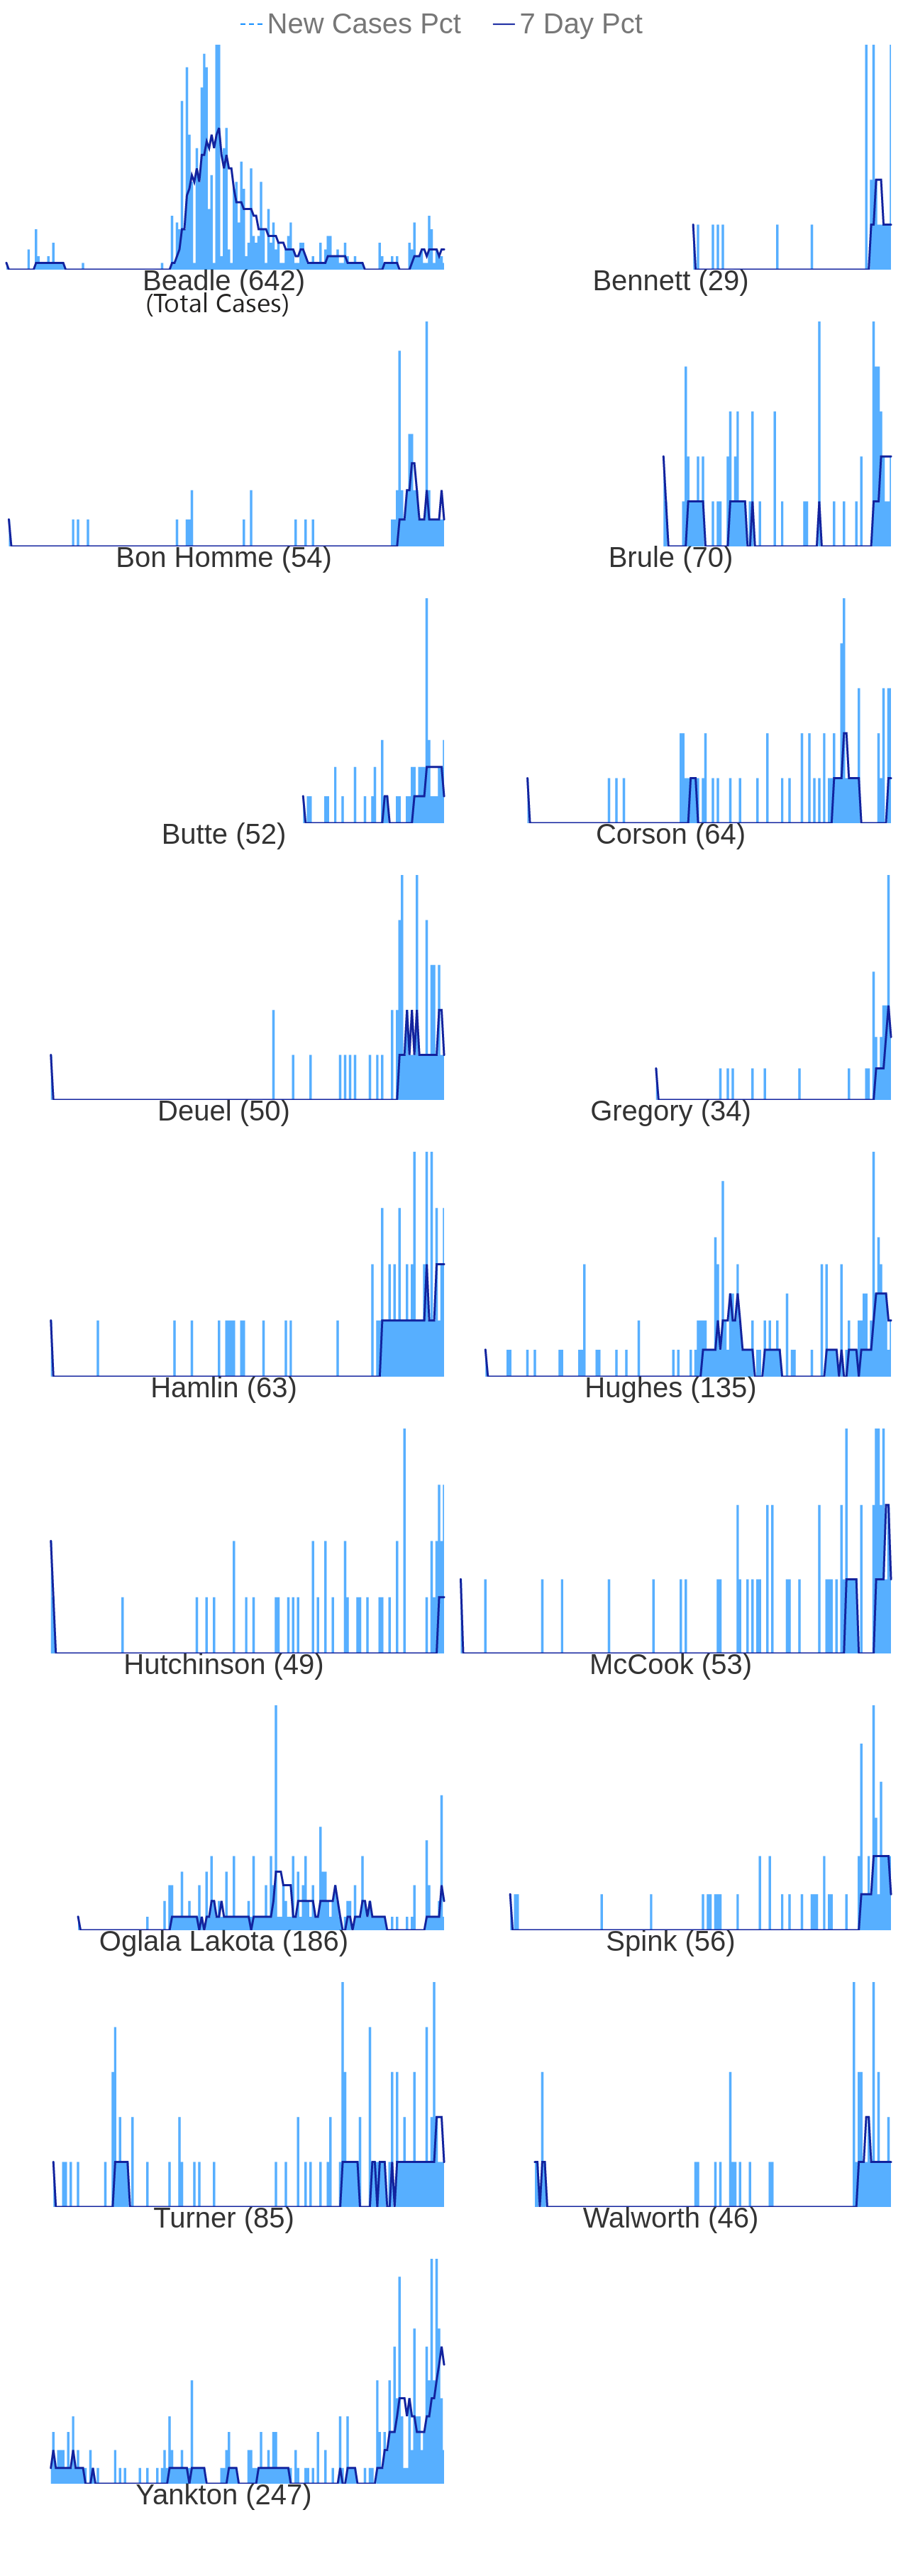 New Cases Pct 7 Day Pct
Beadle (642) Bennett (29)
(Total Cases)
Bon Homme (54) Brule (70)
Butte (52) Corson (64)
Deuel (50) Gregory (34)
Hamlin (63) Hughes (135)
Hutchinson (49) McCook (53)
Oglala Lakota (186) Spink (56)
Turner (85) Walworth (46)
Yankton (247)